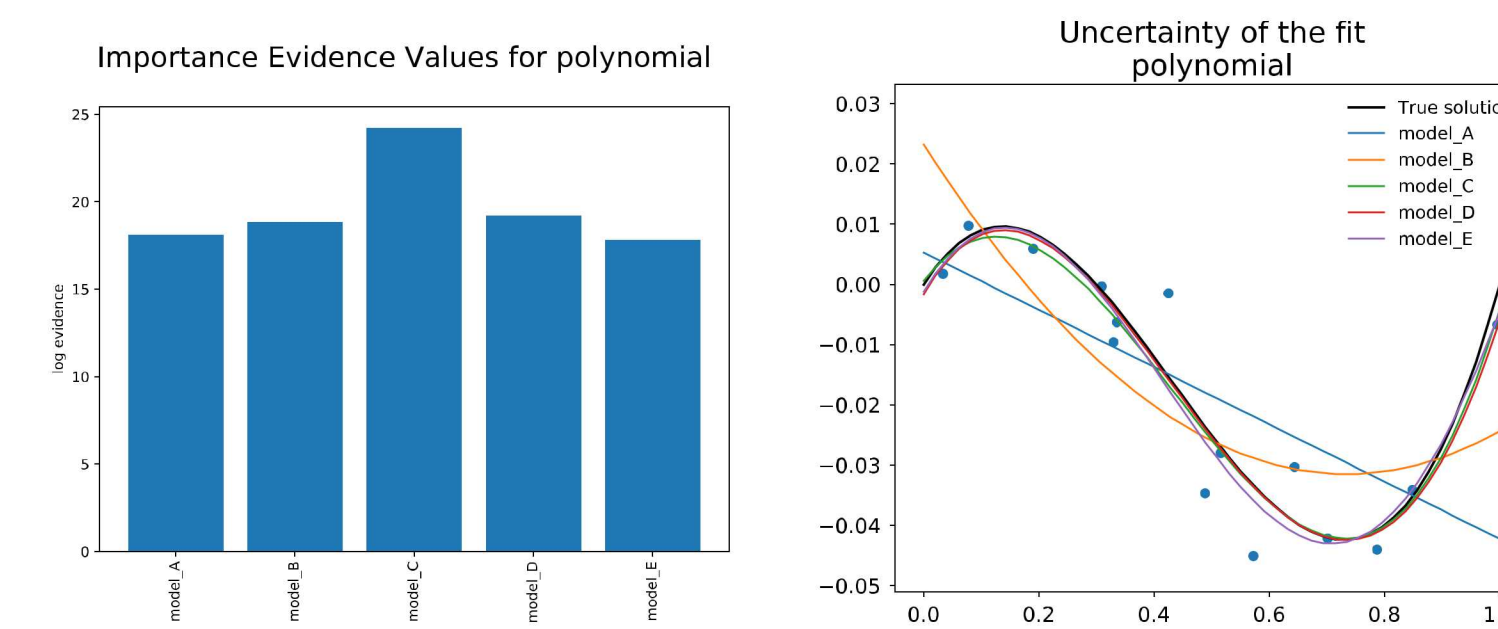 Importance Evidence Values for polynomial
25
20
15
10
5
0
log evidence
model_A
model_B
model_C
model_D
model_E
Uncertainty of the fit
polynomial
0.03
0.02
0.01
0.00
−0.01
−0.02
−0.03
−0.04
−0.05
0.0
0.2
0.4
0.6
0.8
1
True solutio
model_A
model_B
model_C
model_D
model_E